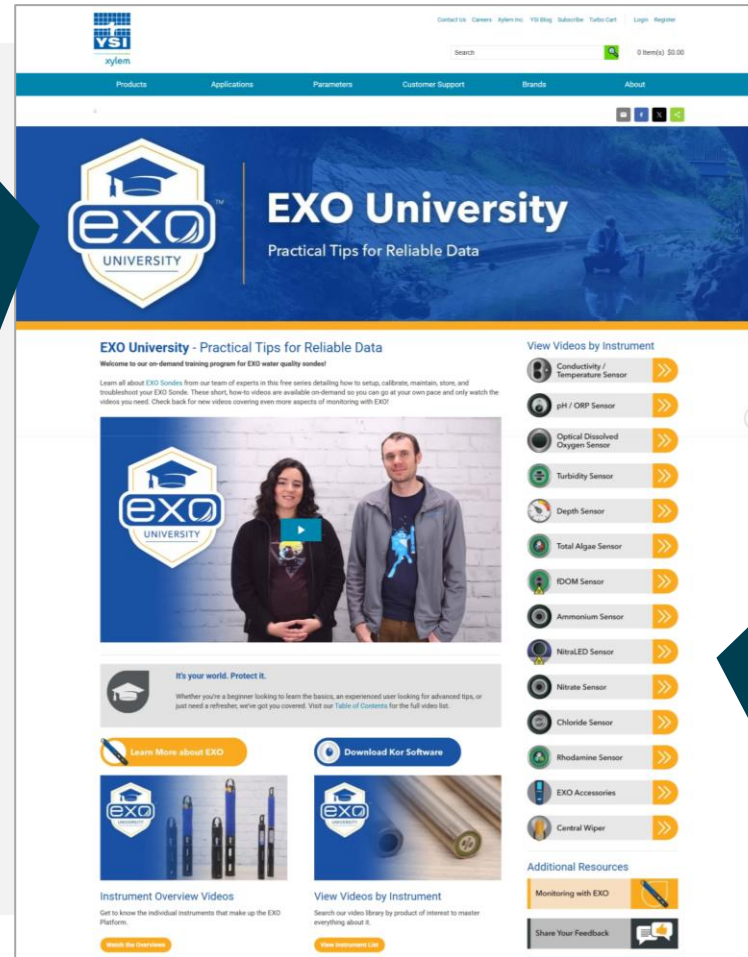 Contact Us Careers Xylem Inc. YSI Blog Subscribe Turbo Cart Login Register
YSI
xylem
Search
0 Item(s) $0.00
Products Applications Parameters Customer Support Brands About
exo
UNIVERSITY
TM
EXO University
Practical Tips for Reliable Data
EXO University - Practical Tips for Reliable Data
Welcome to our on-demand training program for EXO water quality sondes!
Learn all about EXO Sondes from our team of experts in this free series detailing how to setup, calibrate, maintain, store, and
troubleshoot your EXO Sonde. These short, how-to videos are available on-demand so you can go at your own pace and only watch the
videos you need. Check back for new videos covering even more aspects of monitoring with EXO!
exo
UNIVERSITY
It's your world. Protect it.
Whether you're a beginner looking to learn the basics, an experienced user looking for advanced tips, or
just need a refresher, we've got you covered. Visit our Table of Contents for the full video list.
Learn More about EXO
Download Kor Software
exo
UNIVERSITY
exo
UNIVERSITY
Instrument Overview Videos
Get to know the individual instruments that make up the EXO
Platform.
Watch the Overviews
View Videos by Instrument
Search our video library by product of interest to master
everything about it.
View Instrument List
View Videos by Instrument
Conductivity /
Temperature Sensor
pH / ORP Sensor
Optical Dissolved
Oxygen Sensor
Turbidity Sensor
Depth Sensor
Total Algae Sensor
fDOM Sensor
Ammonium Sensor
NitraLED Sensor
Nitrate Sensor
Chloride Sensor
Rhodamine Sensor
EXO Accessories
Central Wiper
Additional Resources
Monitoring with EXO
Share Your Feedback